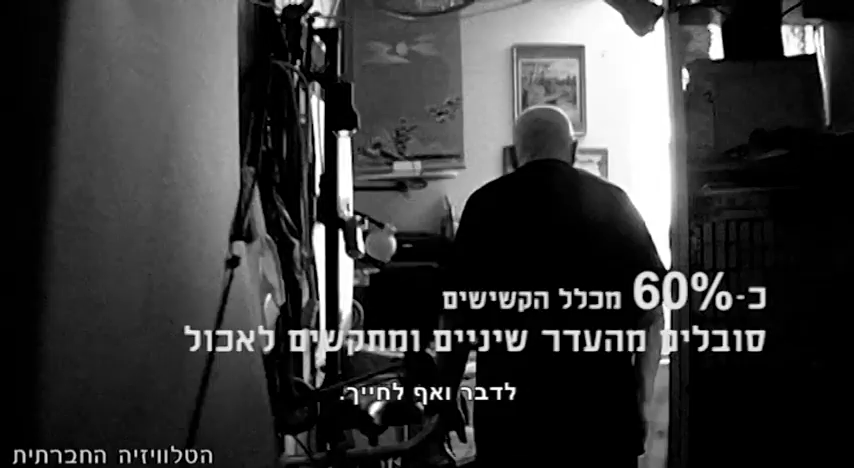 כ-60% מכלל הקשישים
סובלים מהעדר שיניים ומתקשים לאכול
לדבר ואף לחייך.
הטלוויזיה החברתית